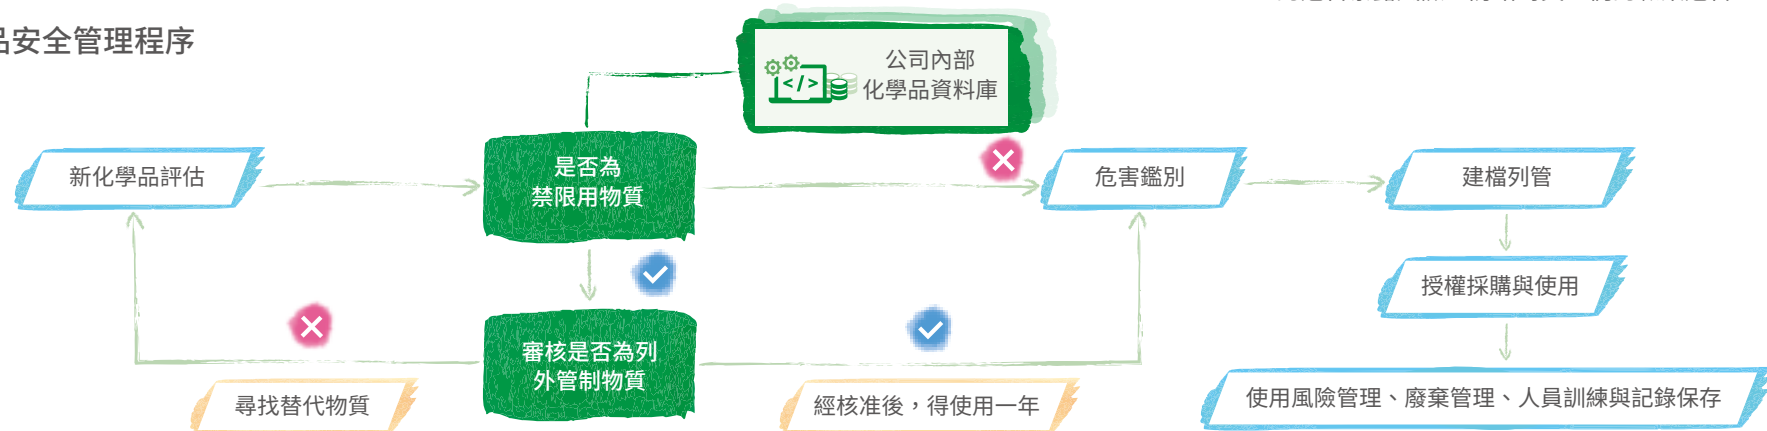 品安全管理程序
公司內部
化學品資料庫
</>
新化學品評估
是否為
禁限用物質
危害鑑別
建檔列管
授權採購與使用
審核是否為列
外管制物質
尋找替代物質
經核准後，得使用一年
使用風險管理、廢棄管理、人員訓練與記錄保存